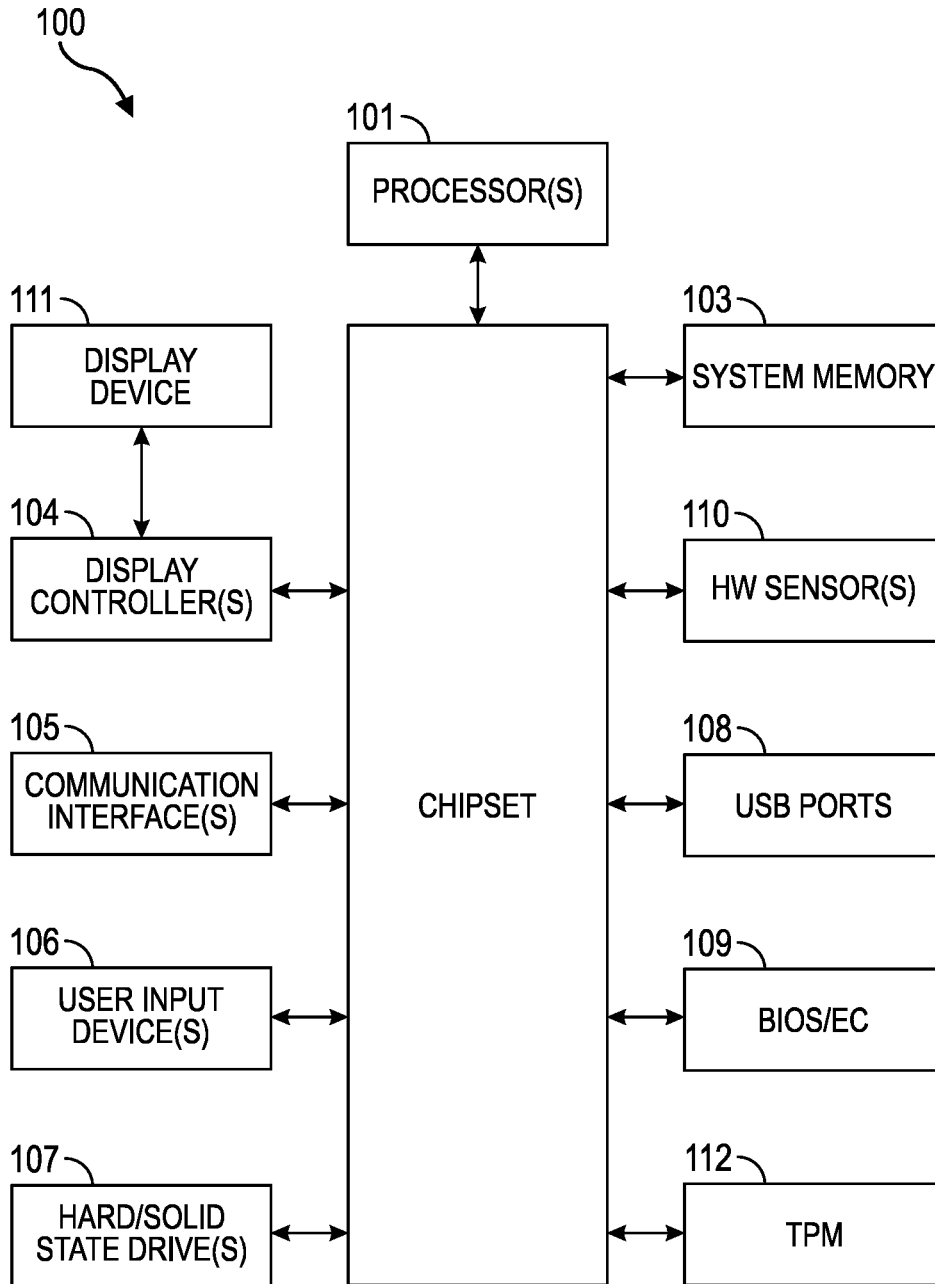 100
101
PROCESSOR(S)
111
DISPLAY
DEVICE
103
SYSTEM MEMORY
104
DISPLAY
CONTROLLER(S)
110
HW SENSOR(S)
105
COMMUNICATION
INTERFACE(S)
CHIPSET
108
USB PORTS
106
USER INPUT
DEVICE(S)
109
BIOS/EC
107
HARD/SOLID
STATE DRIVE(S)
112
TPM